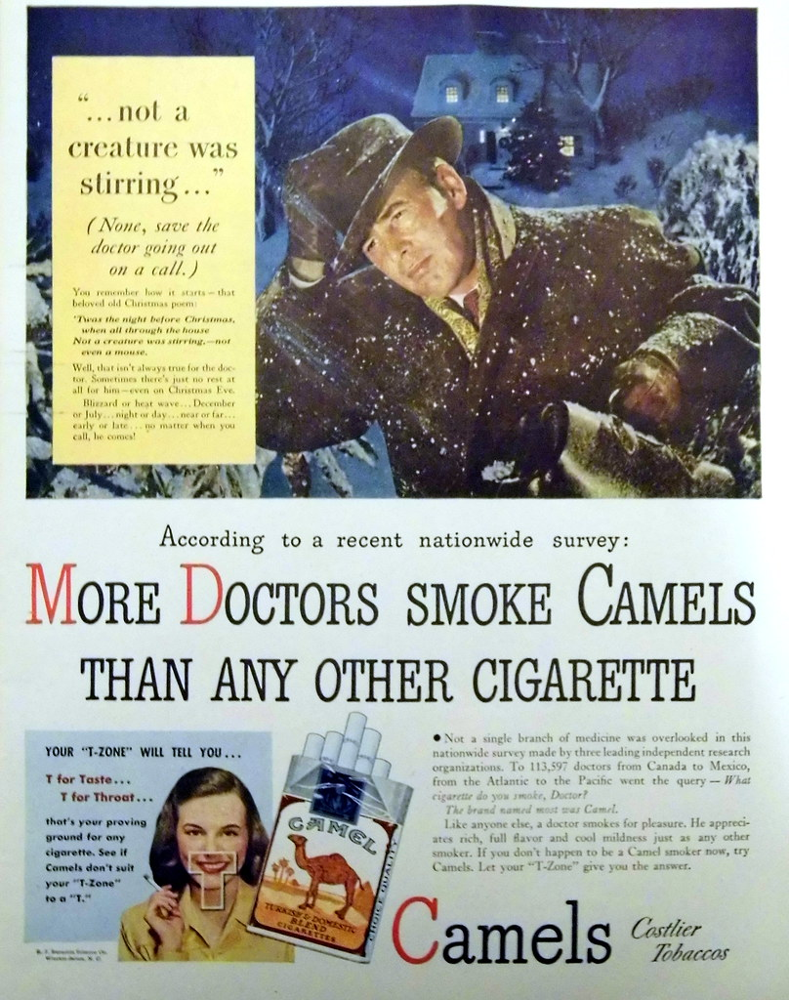 “...not a
creature was
stirring...”
(None, save the
doctor going out
on a call.)
You remember how it starts—that
beloved old Christmas poem:
'Twas the night before Christmas,
when all through the house
Not a creature was stirring,—not
even a mouse.
Well, that isn't always true for the doc-
tor. Sometimes there's just no rest at
all for him—even on Christmas Eve.
Blizzard or heat wave...December
or July...night or day...near or far...
early or late...no matter when you
call, he comes!
According to a recent nationwide survey:
MORE DOCTORS SMOKE CAMELS
THAN ANY OTHER CIGARETTE
YOUR “T-ZONE” WILL TELL YOU...
T for Taste...
T for Throat...
that's your proving
ground for any
cigarette. See if
Camels don't suit
your “T-Zone”
to a “T.”
T
R. J. Reynolds Tobacco Co.
Winston-Salem, N. C.
CAMEL
TURKISH & DOMESTIC
BLEND
CIGARETTES
CHOICE QUALITY
● Not a single branch of medicine was overlooked in this
nationwide survey made by three leading independent research
organizations. To 113,597 doctors from Canada to Mexico,
from the Atlantic to the Pacific went the query—What
cigarette do you smoke, Doctor?
The brand named most was Camel.
Like anyone else, a doctor smokes for pleasure. He appreci-
ates rich, full flavor and cool mildness just as any other
smoker. If you don't happen to be a Camel smoker now, try
Camels. Let your “T-Zone” give you the answer.
Camels
Costlier
Tobaccos